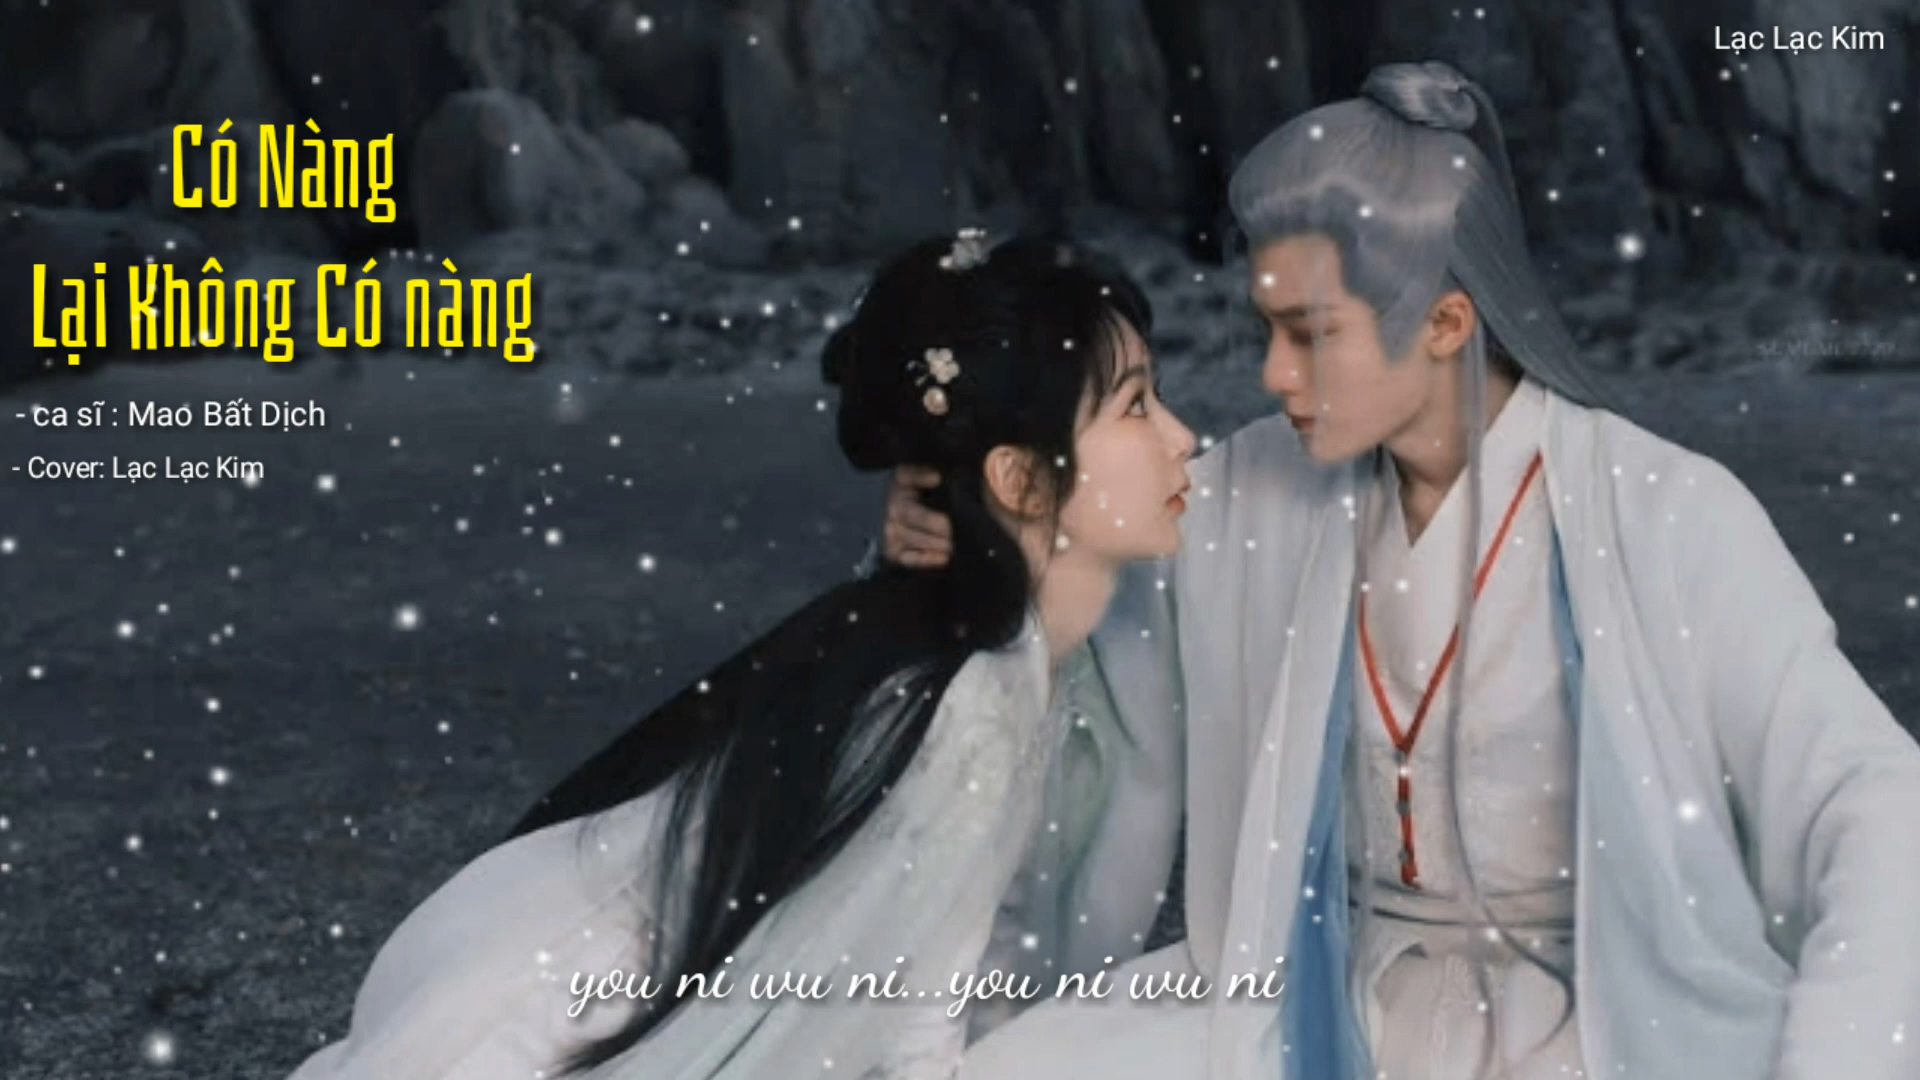 Lạc Lạc Kim
Có Nàng
Lại Không Có nàng
- ca sĩ : Mao Bất Dịch
- Cover: Lạc Lạc Kim
you ni wu ni...you ni wu ni